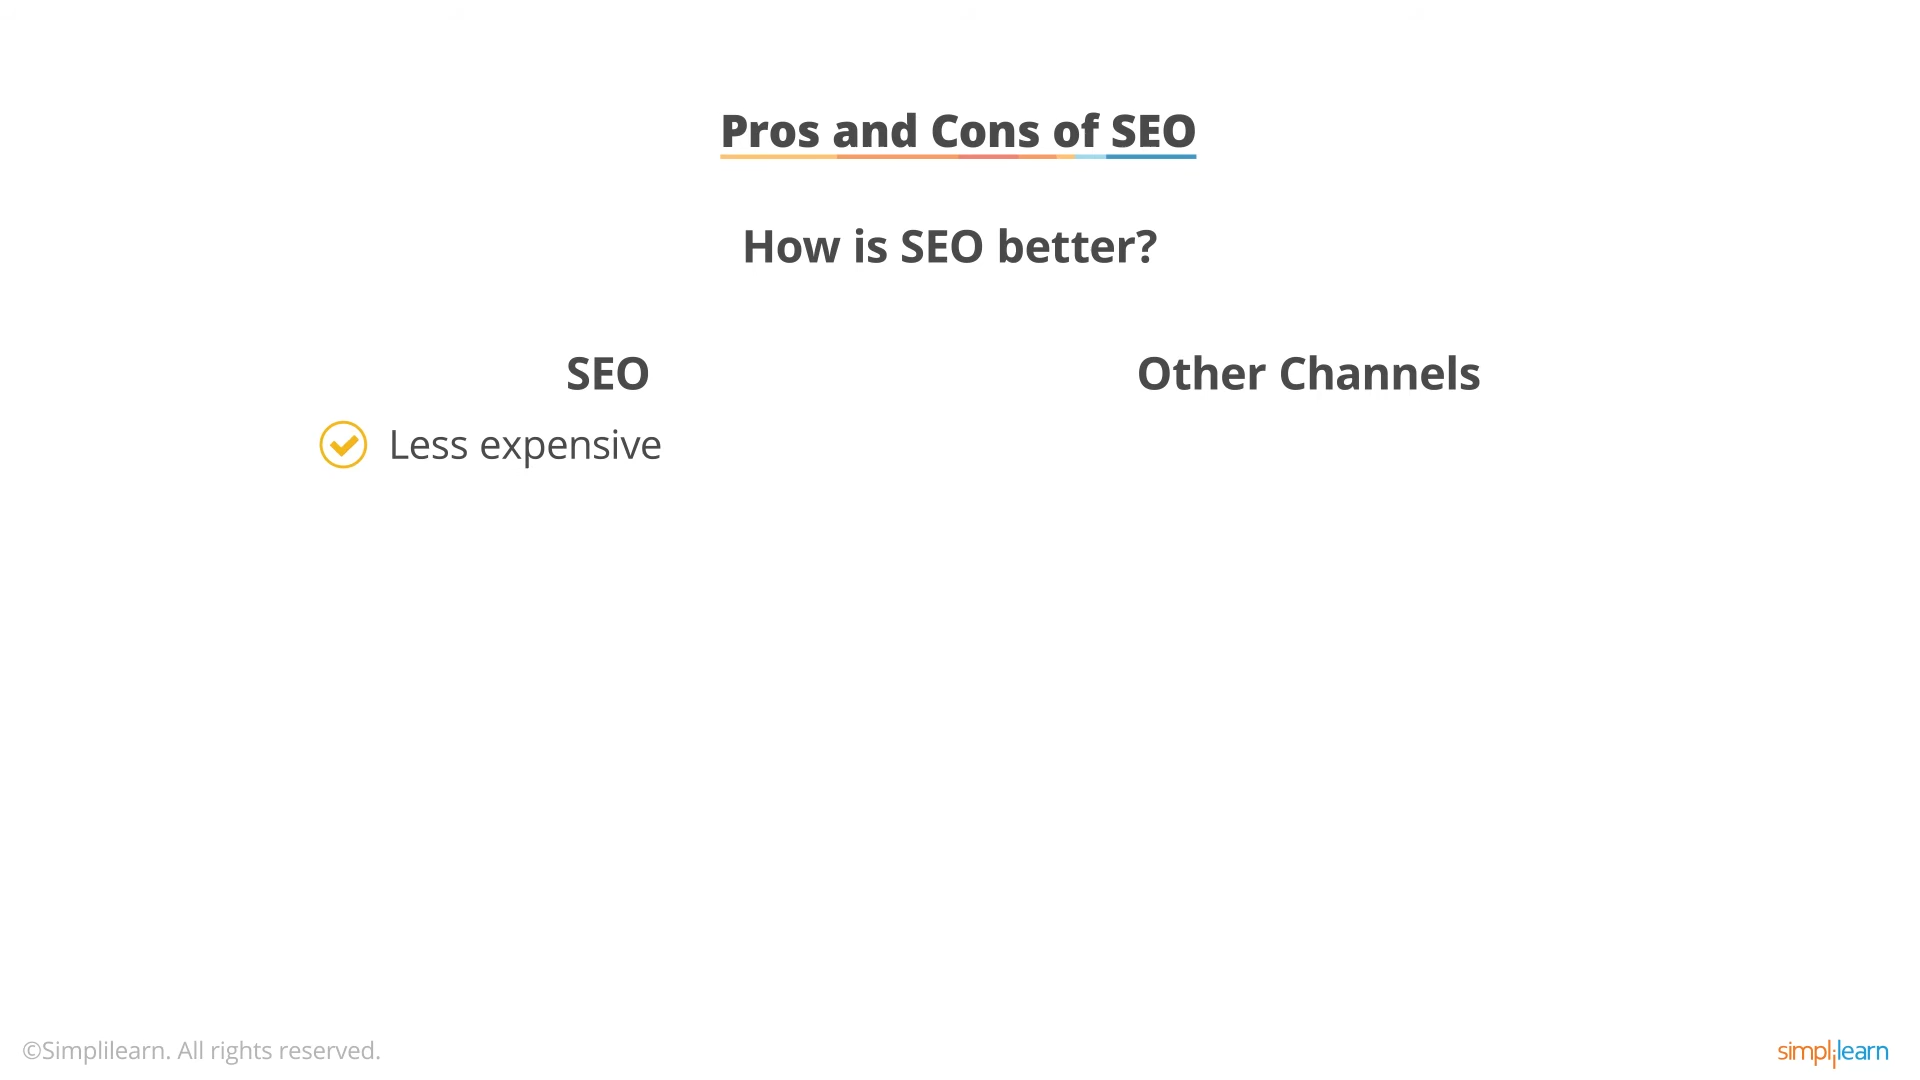 Pros and Cons of SEO
How is SEO better?
SEO
Other Channels
Less expensive
©Simplilearn. All rights reserved.
simplilearn